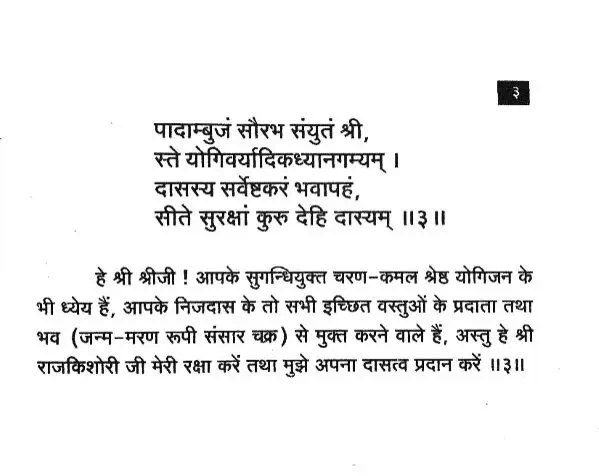 ३
पादाम्बुजं सौरभ संयुतं श्री,
स्ते योगिवर्यादिकध्यानगम्यम् ।
दासस्य सर्वेष्टकरं भवापहं,
सीते सुरक्षां कुरु देहि दास्यम् ॥३॥
हे श्री श्रीजी ! आपके सुगन्धियुक्त चरण-कमल श्रेष्ठ योगिजन के
भी ध्येय हैं, आपके निजदास के तो सभी इच्छित वस्तुओं के प्रदाता तथा
भव (जन्म-मरण रूपी संसार चक्र) से मुक्त करने वाले हैं, अस्तु हे श्री
राजकिशोरी जी मेरी रक्षा करें तथा मुझे अपना दासत्व प्रदान करें ॥३॥